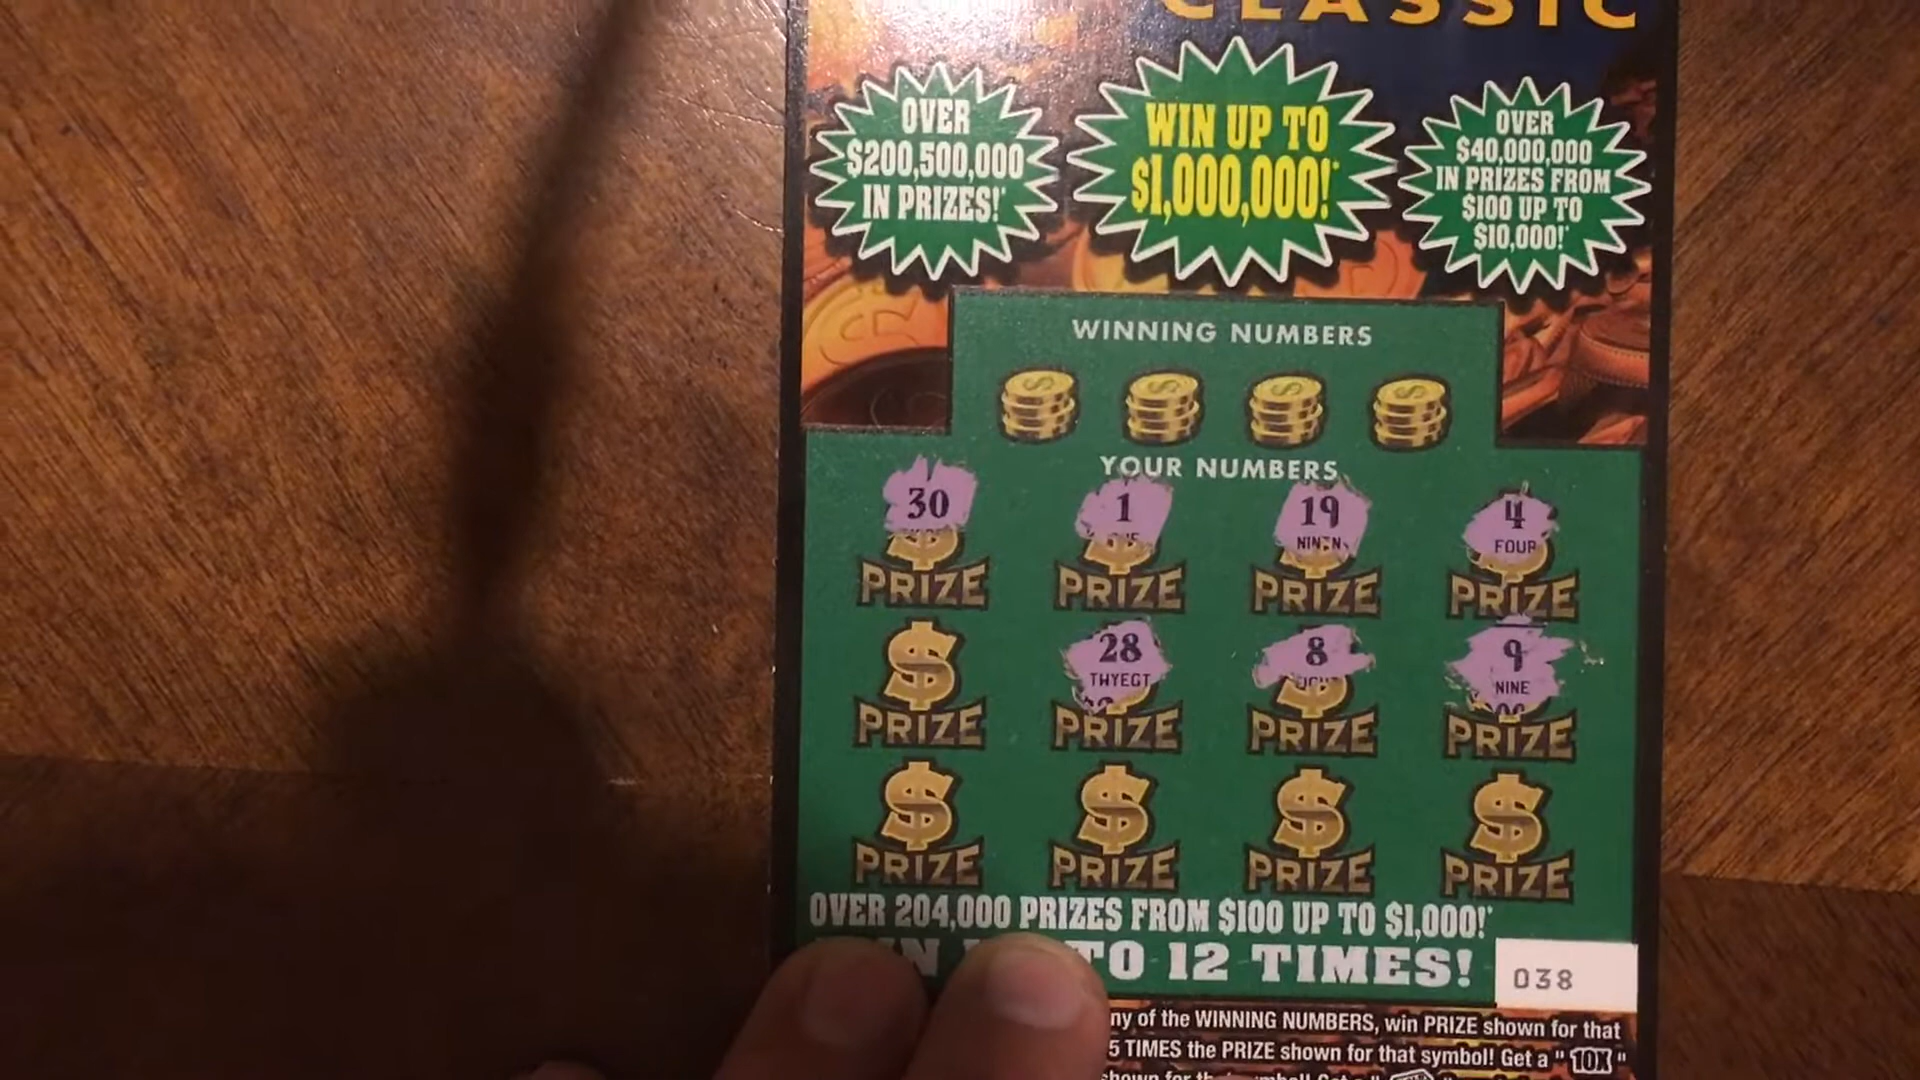 CLASSIC
OVER
$200,500,000
IN PRIZES!*
WIN UP TO
$1,000,000!*
OVER
$40,000,000
IN PRIZES FROM
$100 UP TO
$10,000!*
WINNING NUMBERS
YOUR NUMBERS
30 1 19 4
NINTN FOUR
PRIZE PRIZE PRIZE PRIZE
28 8 9
THYEGT NINE
PRIZE PRIZE PRIZE PRIZE
PRIZE PRIZE PRIZE PRIZE
OVER 204,000 PRIZES FROM $100 UP TO $1,000!*
TO 12 TIMES!
038
of the WINNING NUMBERS, win PRIZE shown for that
5 TIMES the PRIZE shown for that symbol! Get a "10X"